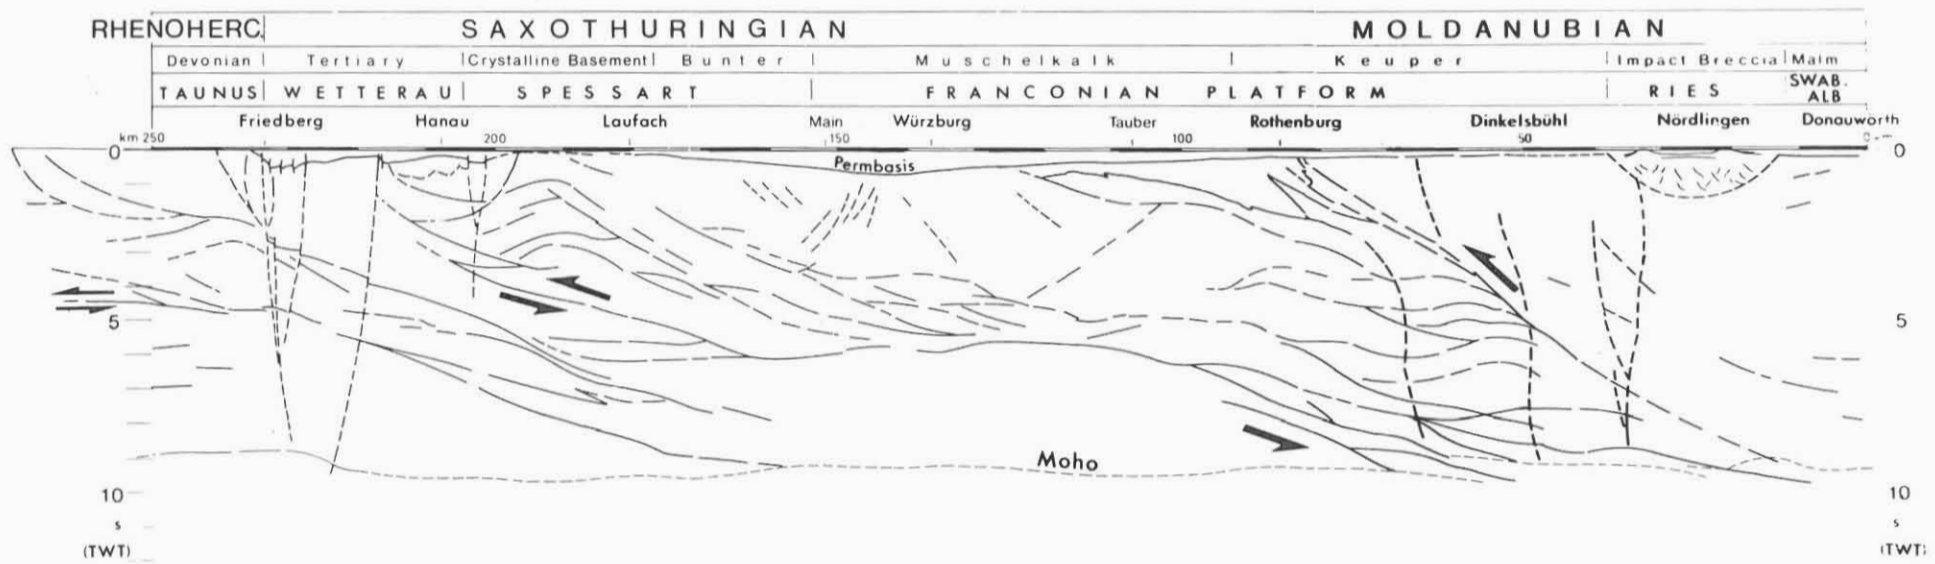 RHENOHERC. SAXOTHURINGIAN MOLDANUBIAN
Devonian Tertiary Crystalline Basement Bunter Muschelkalk Keuper Impact Breccia Malm
TAUNUS WETTERAU SPESSART FRANCONIAN PLATFORM RIES SWAB. ALB
Friedberg Hanau Laufach Main Würzburg Tauber Rothenburg Dinkelsbühl Nördlingen Donauwörth
km 250 200 150 100 50 0
0 Permbasis 0
5 5
Moho
10 10
s s
(TWT) (TWT)